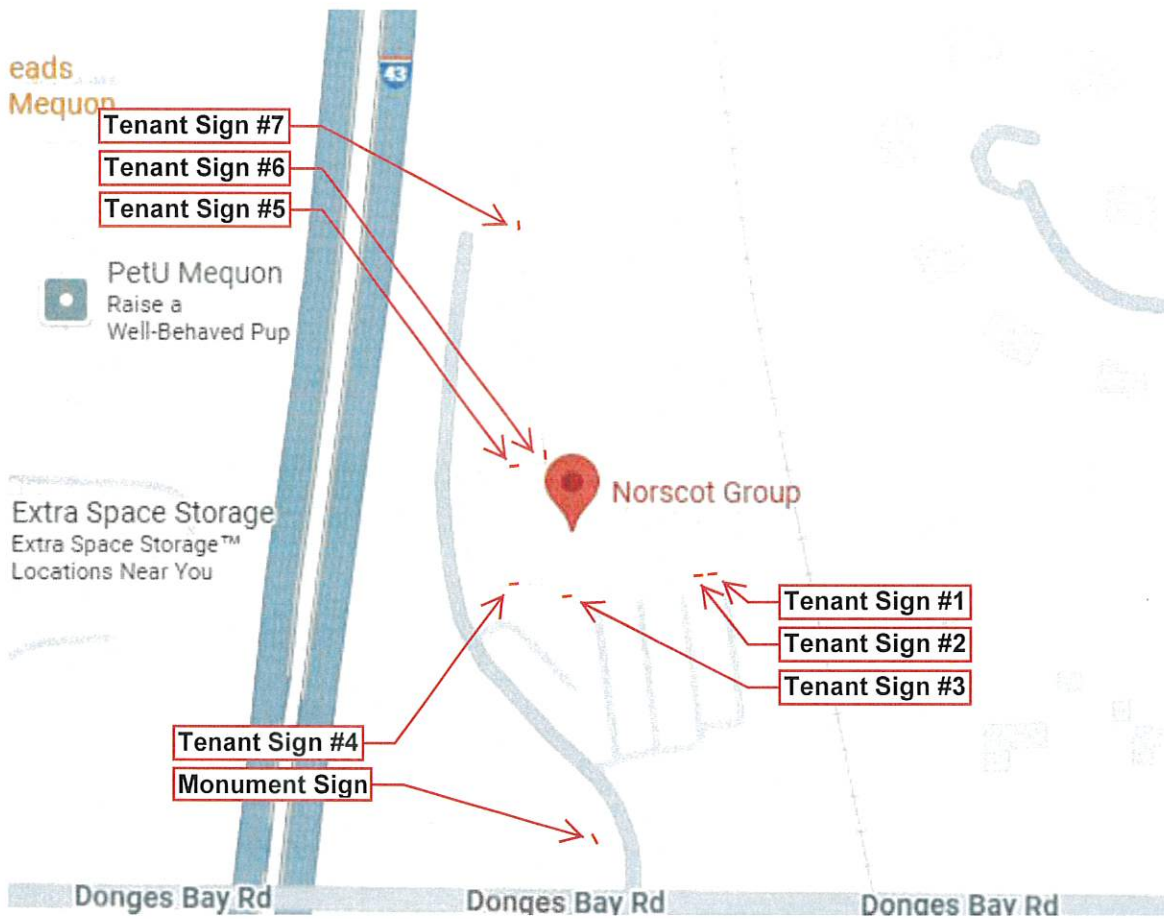 43
eads
Mequon
Tenant Sign #7
Tenant Sign #6
Tenant Sign #5
PetU Mequon
Raise a
Well-Behaved Pup
Norscot Group
Extra Space Storage
Extra Space Storage™
Locations Near You
Tenant Sign #1
Tenant Sign #2
Tenant Sign #3
Tenant Sign #4
Monument Sign
Donges Bay Rd
Donges Bay Rd
Donges Bay Rd